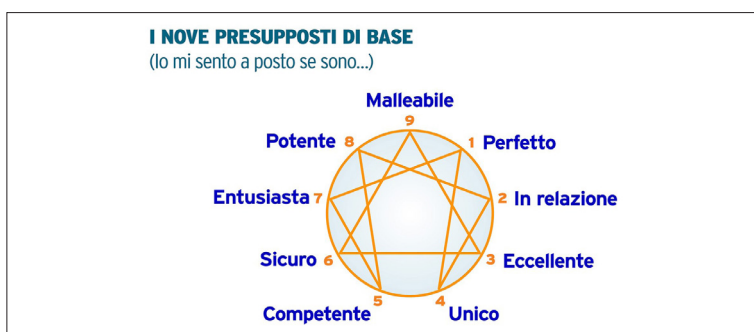 I NOVE PRESUPPOSTI DI BASE
(Io mi sento a posto se sono...)
Malleabile
9
Potente 8
1 Perfetto
Entusiasta 7
2 In relazione
Sicuro 6
3 Eccellente
Competente 5
4 Unico